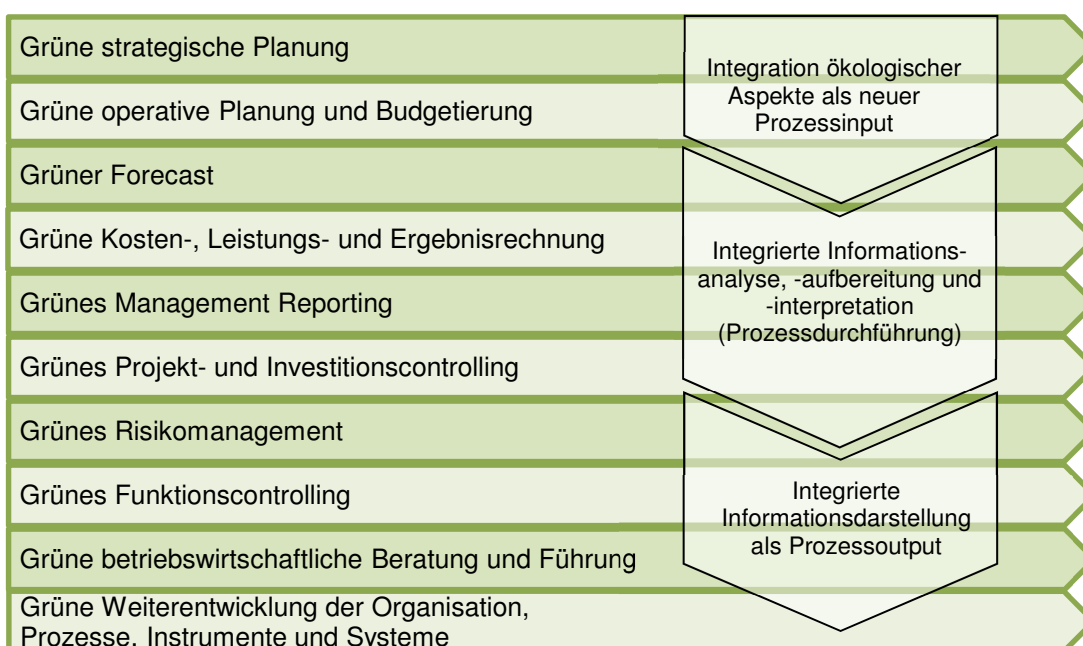 Grüne strategische Planung
Grüne operative Planung und Budgetierung
Grüner Forecast
Grüne Kosten-, Leistungs- und Ergebnisrechnung
Grünes Management Reporting
Grünes Projekt- und Investitionscontrolling
Grünes Risikomanagement
Grünes Funktionscontrolling
Grüne betriebswirtschaftliche Beratung und Führung
Grüne Weiterentwicklung der Organisation,
Prozesse, Instrumente und Systeme
Integration ökologischer
Aspekte als neuer
Prozessinput
Integrierte Informations-
analyse, -aufbereitung und
-interpretation
(Prozessdurchführung)
Integrierte
Informationsdarstellung
als Prozessoutput